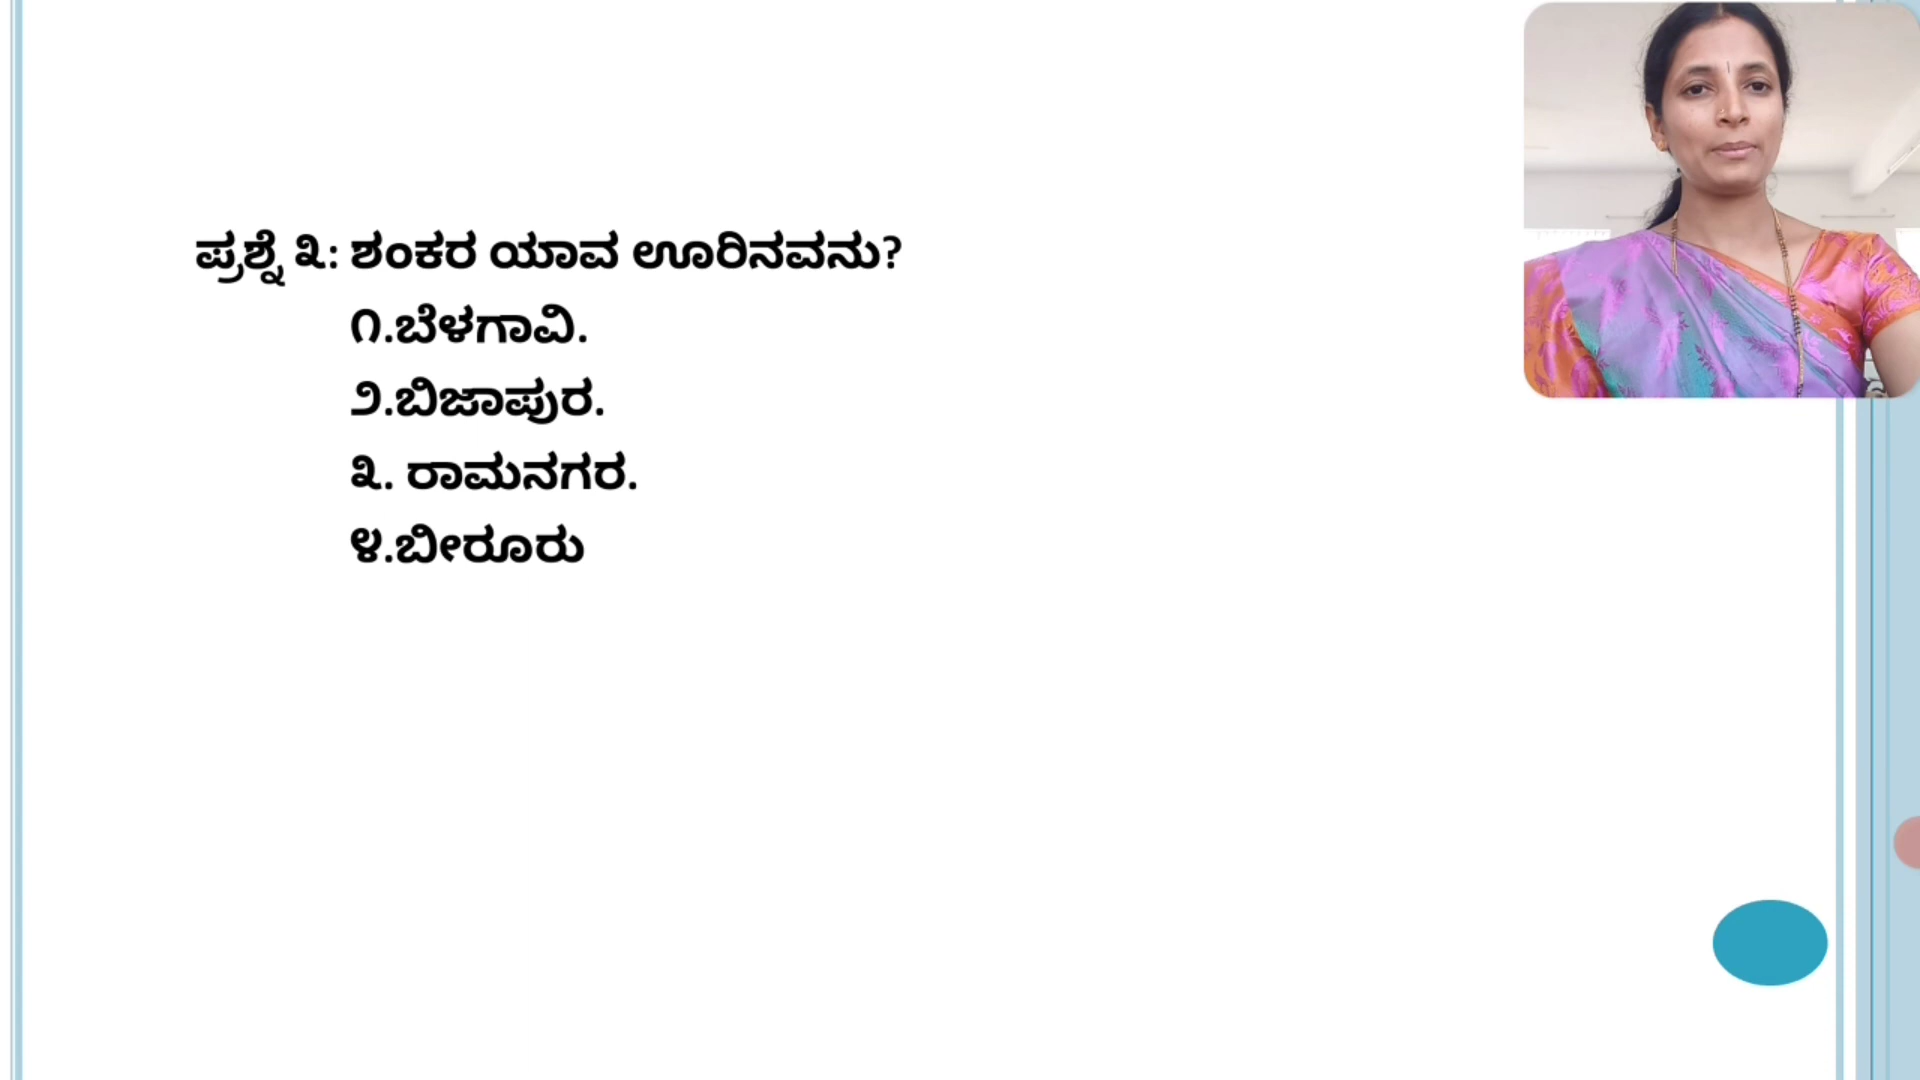 ಪ್ರಶ್ನೆ ೩: ಶಂಕರ ಯಾವ ಊರಿನವನು?
೧.ಬೆಳಗಾವಿ.
೨.ಬಿಜಾಪುರ.
೩. ರಾಮನಗರ.
೪.ಬೀರೂರು